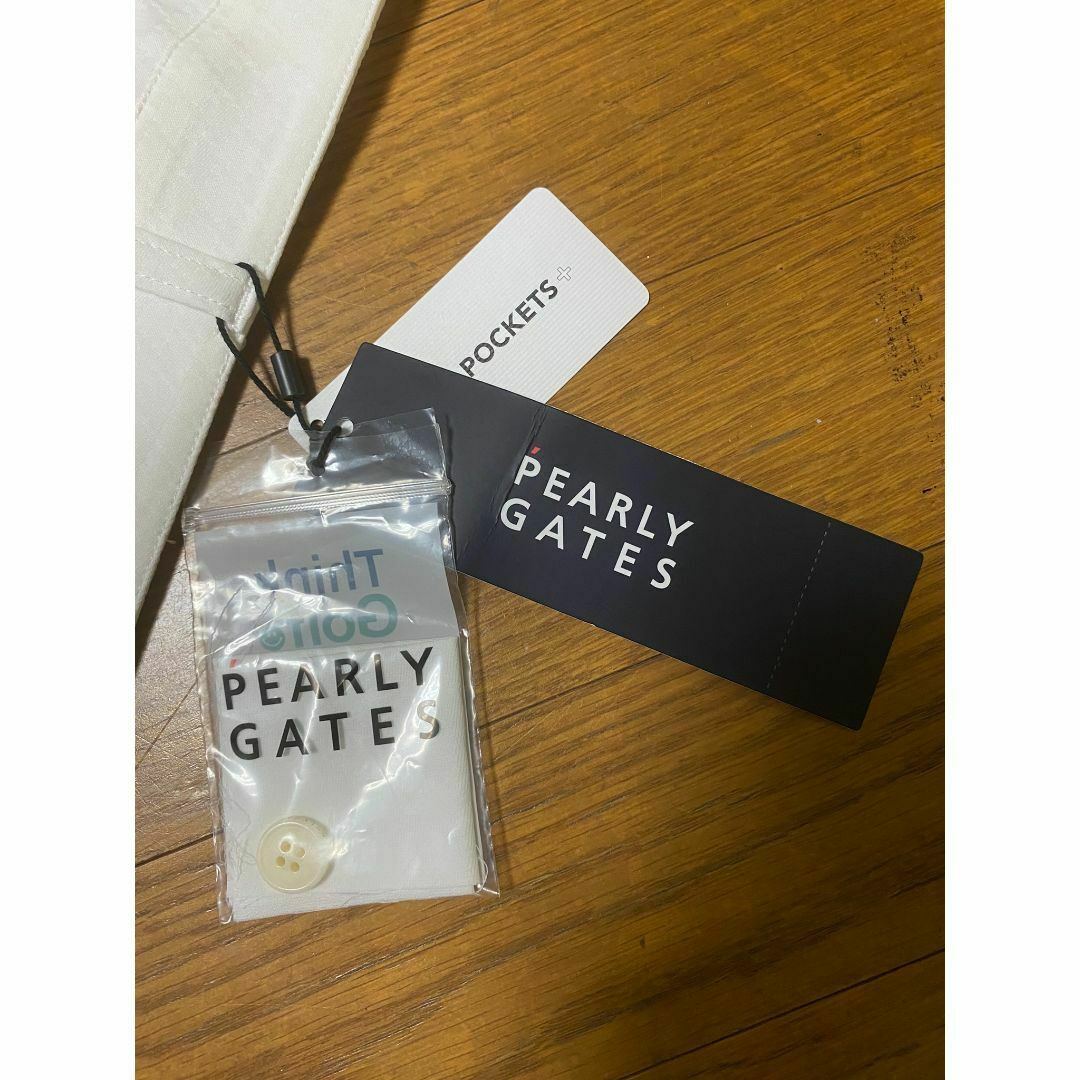 POCKETS+
PEARLY
GATES
Think
Golf
PEARLY
GATES